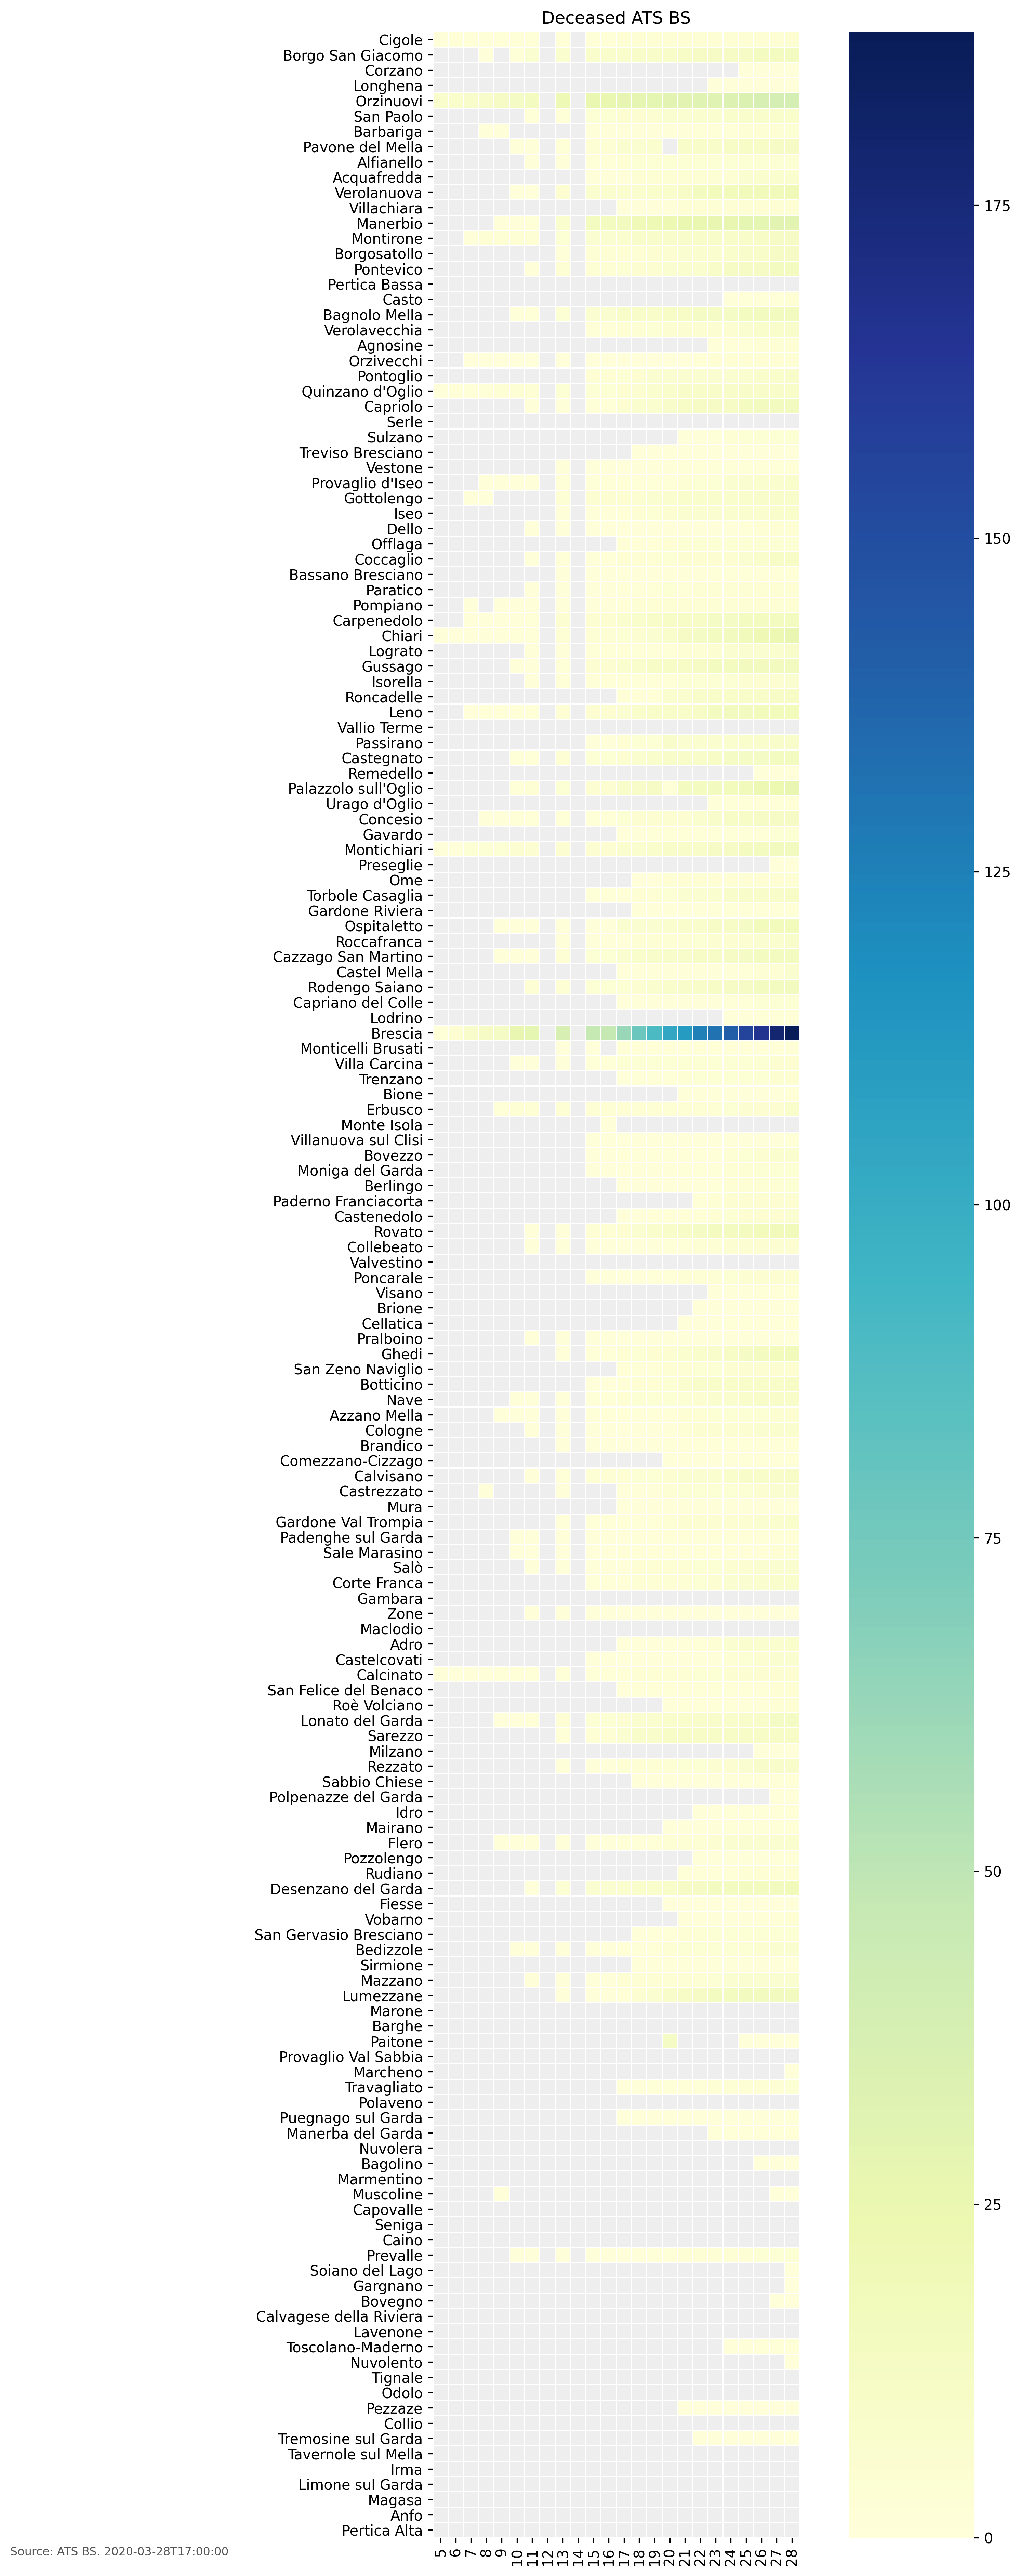 Deceased ATS BS
Cigole
Borgo San Giacomo
Corzano
Longhena
Orzinuovi
San Paolo
Barbariga
Pavone del Mella
Alfianello
Acquafredda
Verolanuova
Villachiara
Manerbio
Montirone
Borgosatollo
Pontevico
Pertica Bassa
Casto
Bagnolo Mella
Verolavecchia
Agnosine
Orzivecchi
Pontoglio
Quinzano d'Oglio
Capriolo
Serle
Sulzano
Treviso Bresciano
Vestone
Provaglio d'Iseo
Gottolengo
Iseo
Dello
Offlaga
Coccaglio
Bassano Bresciano
Paratico
Pompiano
Carpenedolo
Chiari
Lograto
Gussago
Isorella
Roncadelle
Leno
Vallio Terme
Passirano
Castegnato
Remedello
Palazzolo sull'Oglio
Urago d'Oglio
Concesio
Gavardo
Montichiari
Preseglie
Ome
Torbole Casaglia
Gardone Riviera
Ospitaletto
Roccafranca
Cazzago San Martino
Castel Mella
Rodengo Saiano
Capriano del Colle
Lodrino
Brescia
Monticelli Brusati
Villa Carcina
Trenzano
Bione
Erbusco
Monte Isola
Villanuova sul Clisi
Bovezzo
Moniga del Garda
Berlingo
Paderno Franciacorta
Castenedolo
Rovato
Collebeato
Valvestino
Poncarale
Visano
Brione
Cellatica
Pralboino
Ghedi
San Zeno Naviglio
Botticino
Nave
Azzano Mella
Cologne
Brandico
Comezzano-Cizzago
Calvisano
Castrezzato
Mura
Gardone Val Trompia
Padenghe sul Garda
Sale Marasino
Salò
Corte Franca
Gambara
Zone
Maclodio
Adro
Castelcovati
Calcinato
San Felice del Benaco
Roè Volciano
Lonato del Garda
Sarezzo
Milzano
Rezzato
Sabbio Chiese
Polpenazze del Garda
Idro
Mairano
Flero
Pozzolengo
Rudiano
Desenzano del Garda
Fiesse
Vobarno
San Gervasio Bresciano
Bedizzole
Sirmione
Mazzano
Lumezzane
Marone
Barghe
Paitone
Provaglio Val Sabbia
Marcheno
Travagliato
Polaveno
Puegnago sul Garda
Manerba del Garda
Nuvolera
Bagolino
Marmentino
Muscoline
Capovalle
Seniga
Caino
Prevalle
Soiano del Lago
Gargnano
Bovegno
Calvagese della Riviera
Lavenone
Toscolano-Maderno
Nuvolento
Tignale
Odolo
Pezzaze
Collio
Tremosine sul Garda
Tavernole sul Mella
Irma
Limone sul Garda
Magasa
Anfo
Pertica Alta
5 6 7 8 9 10 11 12 13 14 15 16 17 18 19 20 21 22 23 24 25 26 27 28
175
150
125
100
75
50
25
0
Source: ATS BS. 2020-03-28T17:00:00